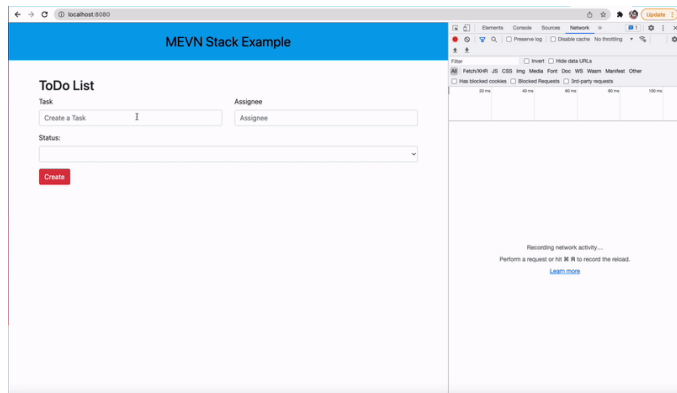 localhost:8080
Update
MEVN Stack Example
ToDo List
Task
Assignee
Create a Task
Assignee
Status:
Create
Elements Console Sources Network » 1
Preserve log Disable cache No throttling
Filter Invert Hide data URLs
All Fetch/XHR JS CSS Img Media Font Doc WS Wasm Manifest Other
Has blocked cookies Blocked Requests 3rd-party requests
20 ms 40 ms 60 ms 80 ms 100 ms
Recording network activity…
Perform a request or hit ⌘ R to record the reload.
Learn more